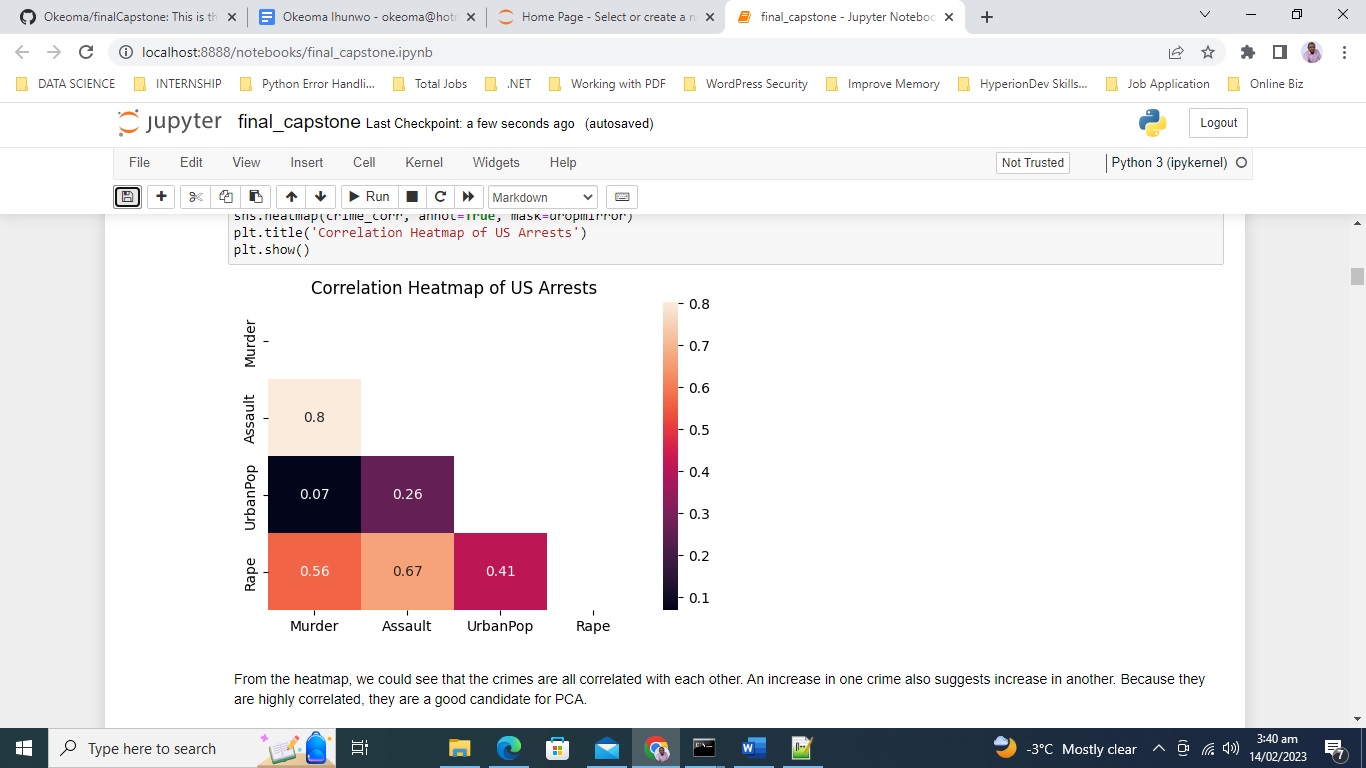 Okeoma/finalCapstone: This is th
Okeoma Ihunwo - okeoma@hotm
Home Page - Select or create a n
final_capstone - Jupyter Notebook
localhost:8888/notebooks/final_capstone.ipynb
DATA SCIENCE
INTERNSHIP
Python Error Handli...
Total Jobs
.NET
Working with PDF
WordPress Security
Improve Memory
HyperionDev Skills...
Job Application
Online Biz
jupyter final_capstone Last Checkpoint: a few seconds ago (autosaved)
Logout
File Edit View Insert Cell Kernel Widgets Help
Not Trusted
Python 3 (ipykernel)
Run
Markdown
sns.heatmap(crime_corr, annot=True, mask=dropmirror)
plt.title('Correlation Heatmap of US Arrests')
plt.show()
Correlation Heatmap of US Arrests
Murder
Assault
UrbanPop
Rape
0.8
0.07 0.26
0.56 0.67 0.41
Murder Assault UrbanPop Rape
0.8
0.7
0.6
0.5
0.4
0.3
0.2
0.1
From the heatmap, we could see that the crimes are all correlated with each other. An increase in one crime also suggests increase in another. Because they
are highly correlated, they are a good candidate for PCA.
Type here to search
-3°C Mostly clear
3:40 am
14/02/2023
7